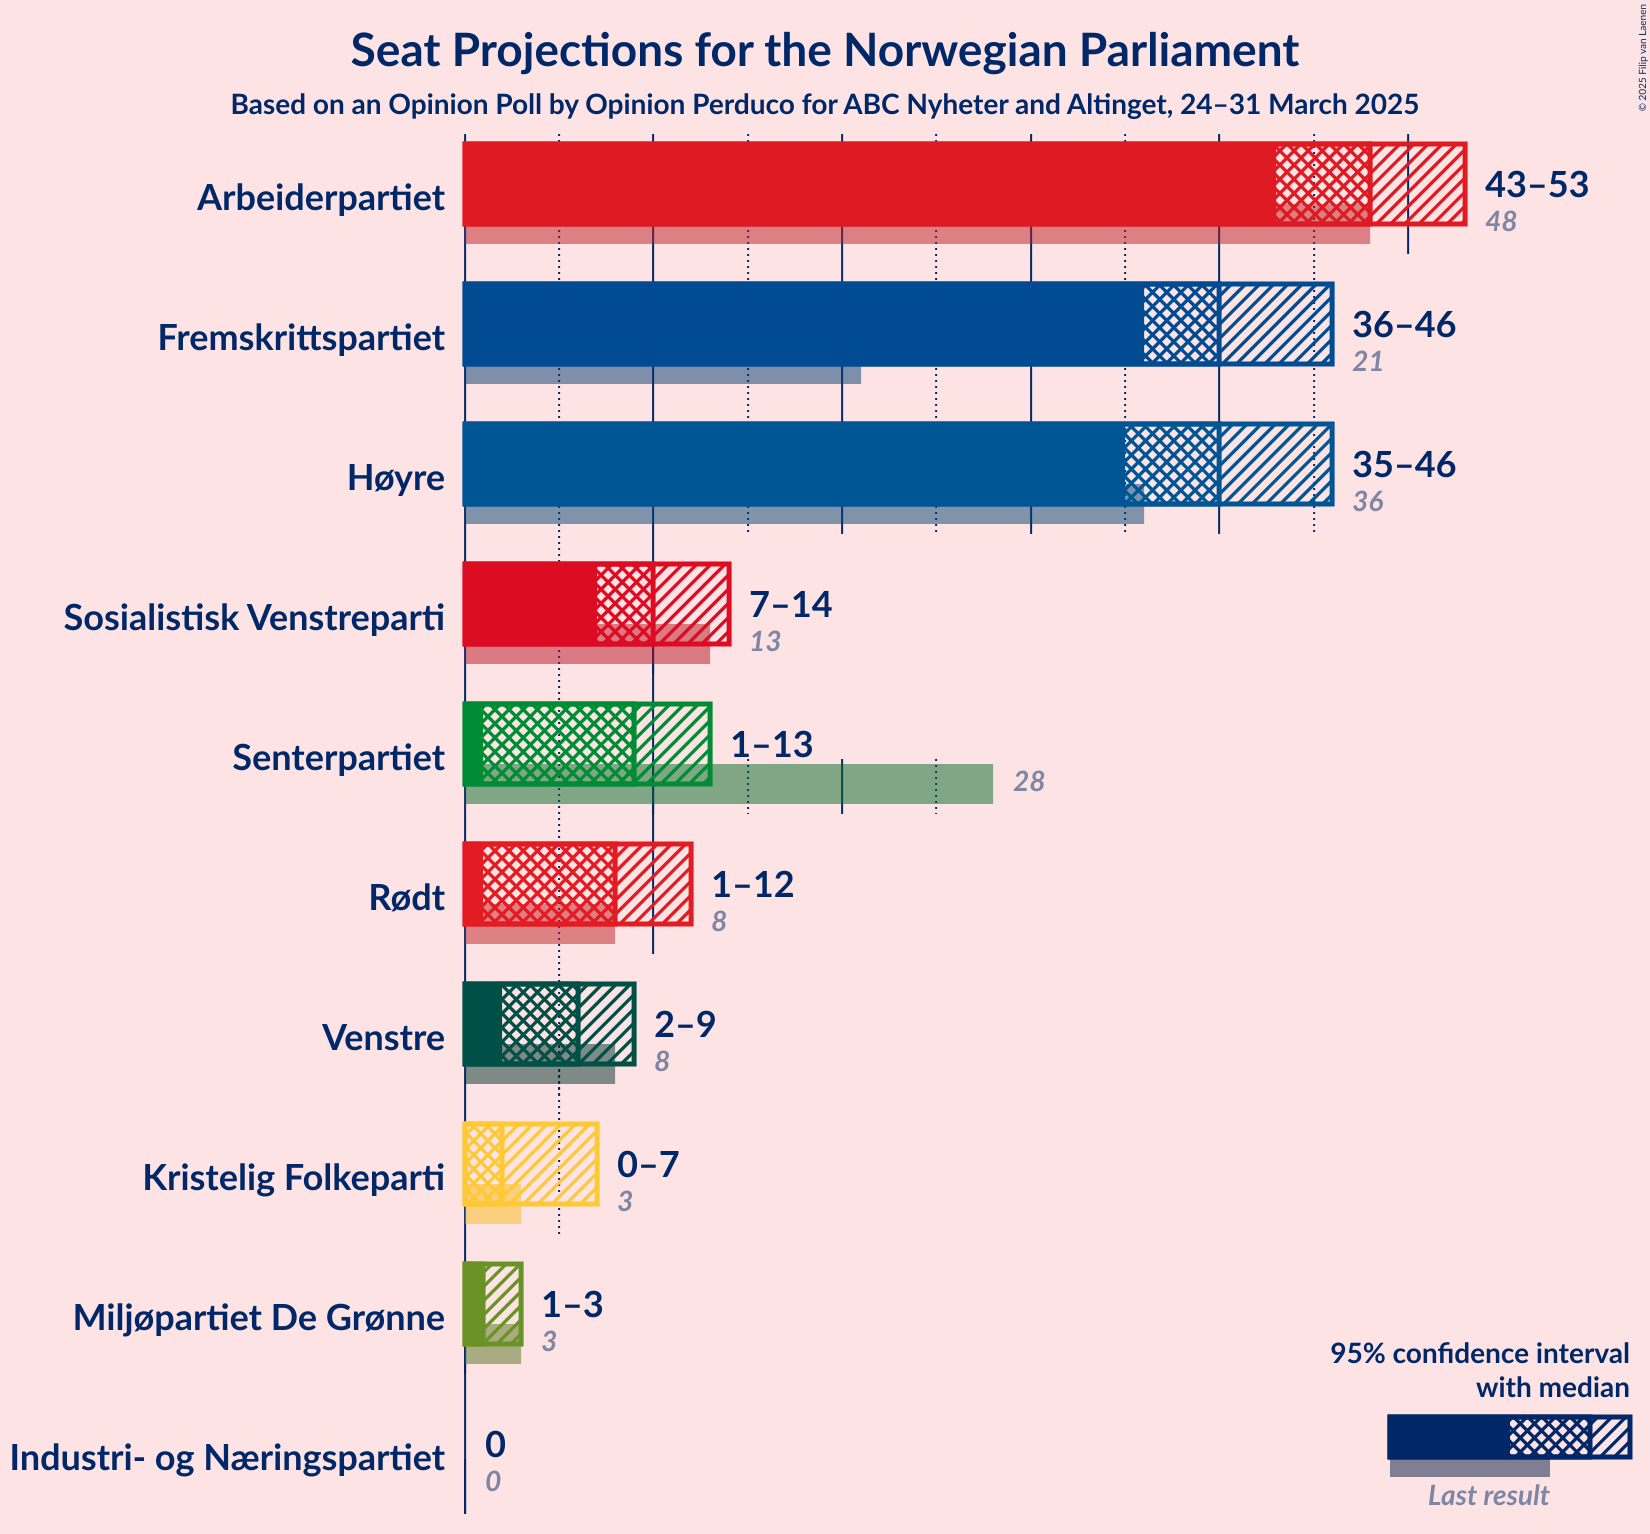 Seat Projections for the Norwegian Parliament
Based on an Opinion Poll by Opinion Perduco for ABC Nyheter and Altinget, 24–31 March 2025
© 2025 Filip van Laenen
Arbeiderpartiet
43–53
48
Fremskrittspartiet
36–46
21
Høyre
35–46
36
Sosialistisk Venstreparti
7–14
13
Senterpartiet
1–13
28
Rødt
1–12
8
Venstre
2–9
8
Kristelig Folkeparti
0–7
3
Miljøpartiet De Grønne
1–3
3
Industri- og Næringspartiet
0
0
95% confidence interval
with median
Last result